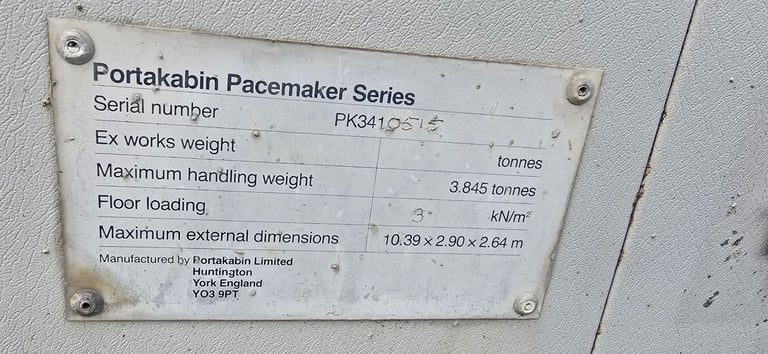 Portakabin Pacemaker Series
Serial number PK3410515
Ex works weight tonnes
Maximum handling weight 3.845 tonnes
Floor loading 3 kN/m²
Maximum external dimensions 10.39 x 2.90 x 2.64 m
Manufactured by Portakabin Limited
Huntington
York England
YO3 9PT